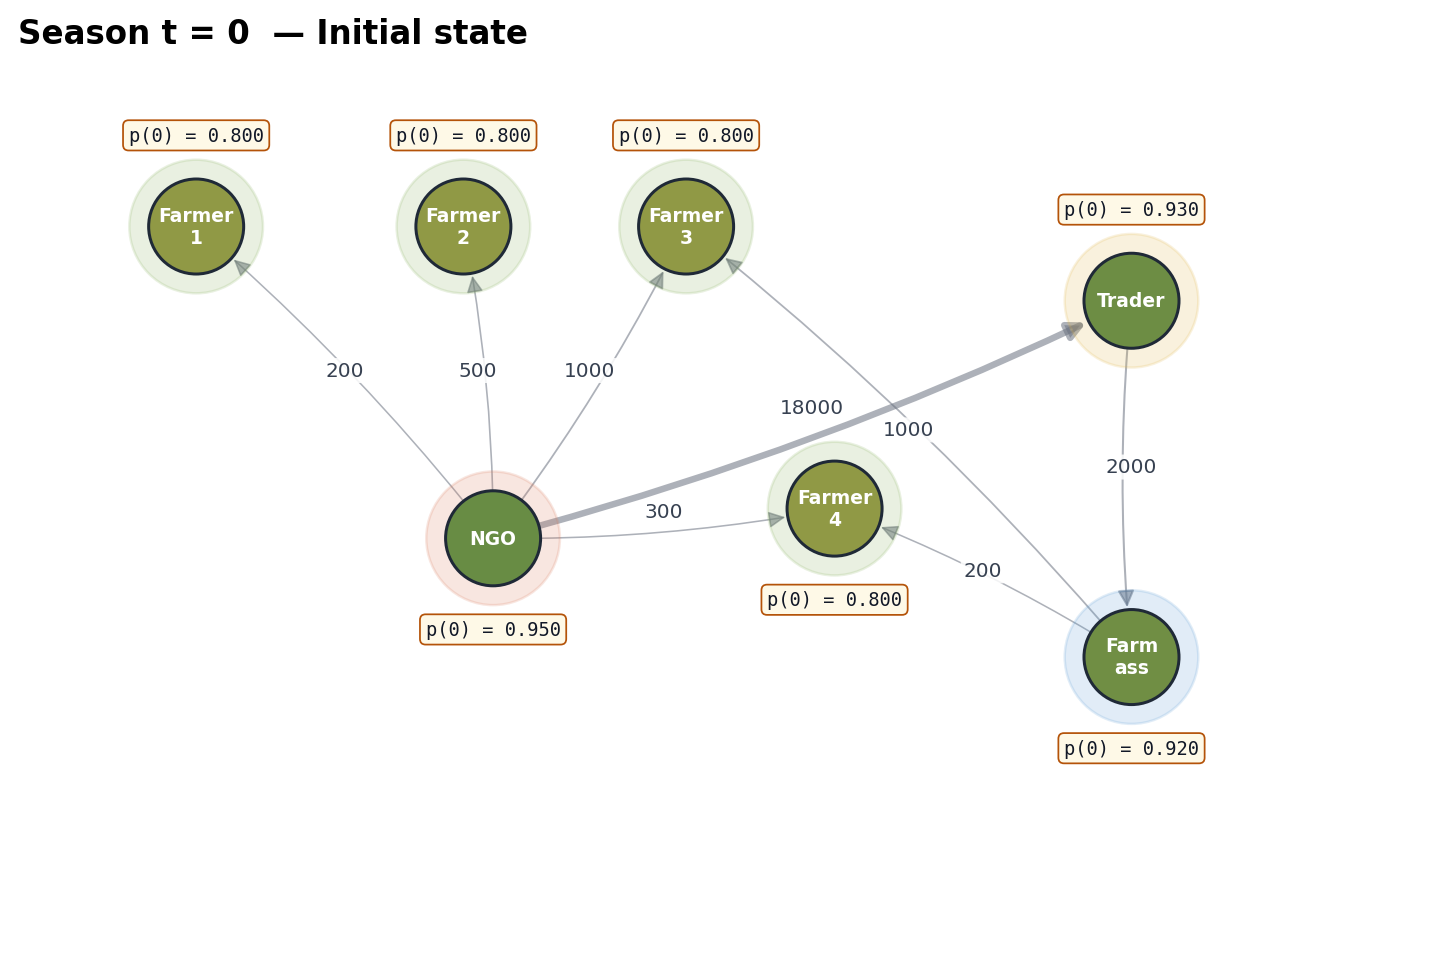 Season t = 0 — Initial state
p(0) = 0.800
p(0) = 0.800
p(0) = 0.800
Farmer
1
Farmer
2
Farmer
3
p(0) = 0.930
Trader
200
500
1000
18000
1000
2000
300
Farmer
4
NGO
200
p(0) = 0.800
p(0) = 0.950
Farm
ass
p(0) = 0.920